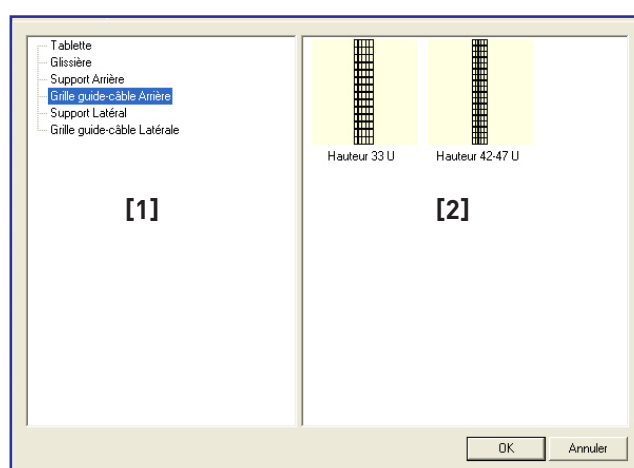 Tablette
Glissière
Support Arrière
Grille guide-câble Arrière
Support Latéral
Grille guide-câble Latérale
[1]
Hauteur 33 U
Hauteur 42-47 U
[2]
OK
Annuler